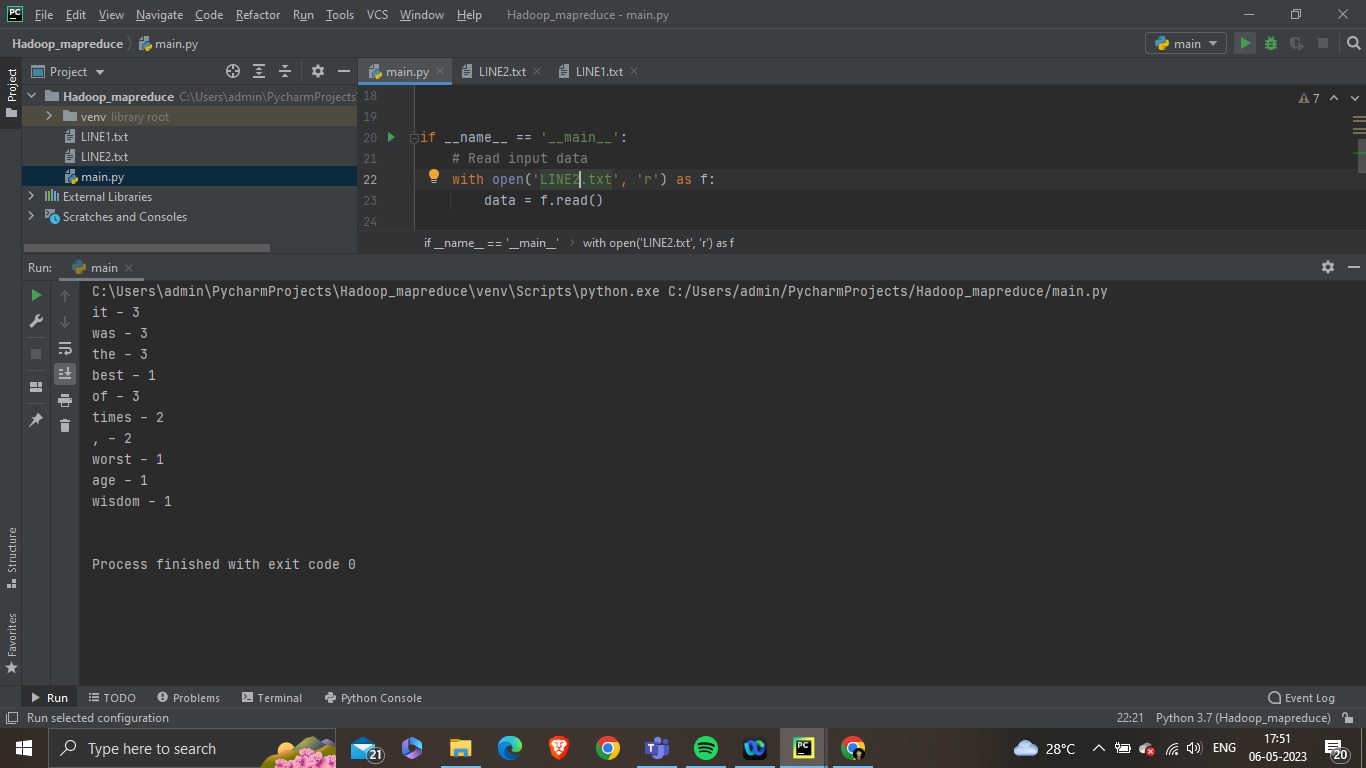 PC File Edit View Navigate Code Refactor Run Tools VCS Window Help Hadoop_mapreduce - main.py
Hadoop_mapreduce main.py main
Project Project main.py LINE2.txt LINE1.txt
Hadoop_mapreduce C:\Users\admin\PycharmProjects
venv library root
LINE1.txt
LINE2.txt
main.py
External Libraries
Scratches and Consoles
7
18
19
20 if __name__ == '__main__':
21 # Read input data
22 with open('LINE2.txt', 'r') as f:
23 data = f.read()
24
if __name__ == '__main__' › with open('LINE2.txt', 'r') as f
Run: main
C:\Users\admin\PycharmProjects\Hadoop_mapreduce\venv\Scripts\python.exe C:/Users/admin/PycharmProjects/Hadoop_mapreduce/main.py
it - 3
was - 3
the - 3
best - 1
of - 3
times - 2
, - 2
worst - 1
age - 1
wisdom - 1
Process finished with exit code 0
Structure
Favorites
Run TODO Problems Terminal Python Console Event Log
Run selected configuration 22:21 Python 3.7 (Hadoop_mapreduce)
Type here to search 21 PC 28°C ENG 17:51
06-05-2023 20